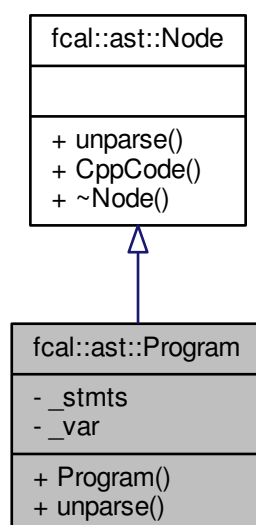 fcal::ast::Node
+ unparse()
+ CppCode()
+ ~Node()
fcal::ast::Program
- _stmts
- _var
+ Program()
+ unparse()